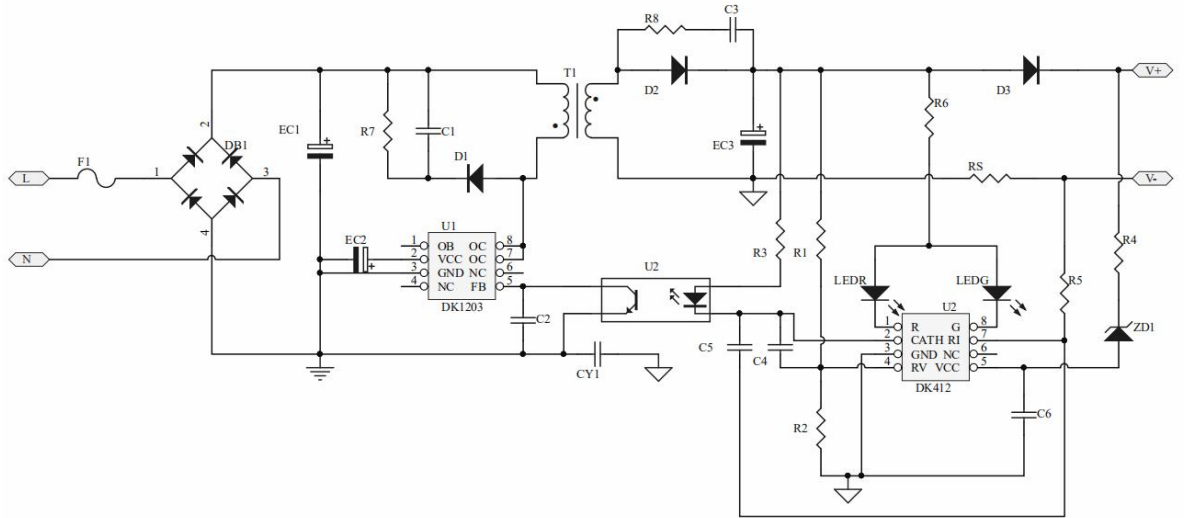 R8
C3
T1
D2
D3
V+
2
EC1
+
R7
C1
EC3
+
R6
F1
DB1
D1
RS
L
1
3
V-
4
U1
EC2
+
1 OB OC 8
2 VCC OC 7
3 GND NC 6
4 NC FB 5
DK1203
U2
R3
R1
R4
R5
LEDR
LEDG
U2
1 R G 8
2 CATH RI 7
3 GND NC 6
4 RV VCC 5
DK412
ZD1
N
C2
CY1
C5
C4
R2
C6